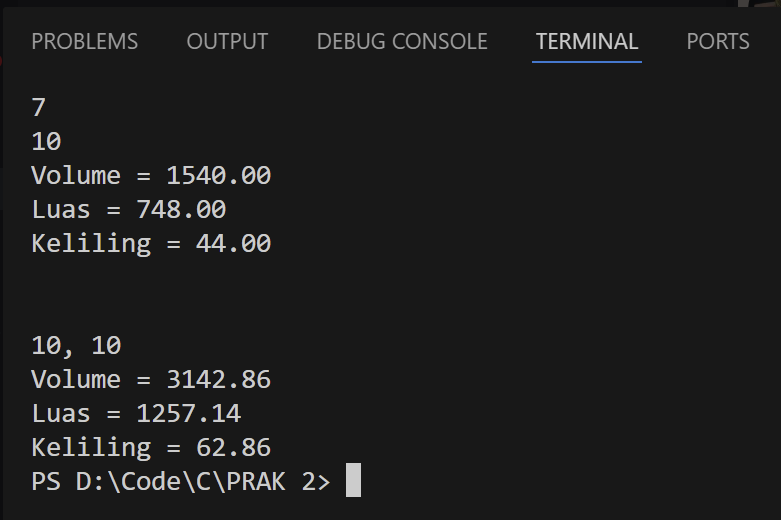 PROBLEMS OUTPUT DEBUG CONSOLE TERMINAL PORTS
7
10
Volume = 1540.00
Luas = 748.00
Keliling = 44.00
10, 10
Volume = 3142.86
Luas = 1257.14
Keliling = 62.86
PS D:\Code\C\PRAK 2>